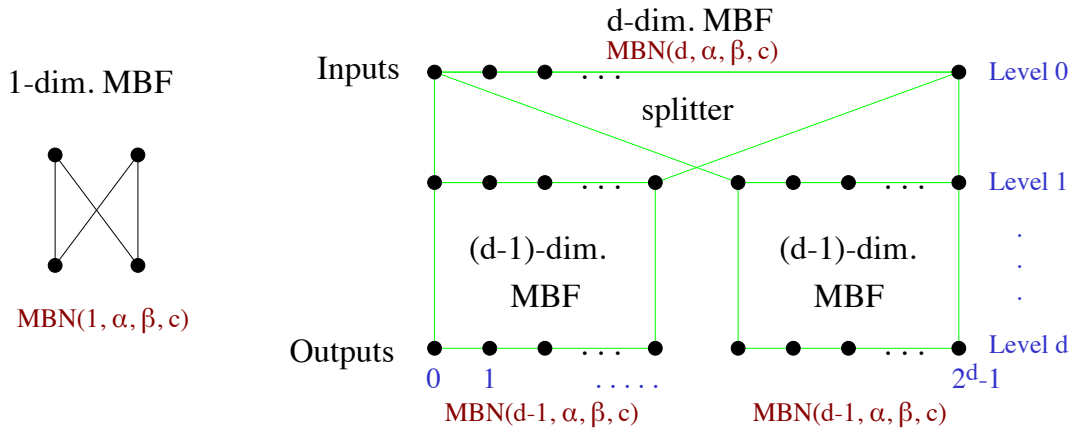 1-dim. MBF
MBN(1, α, β, c)
d-dim. MBF
MBN(d, α, β, c)
Inputs
. . .
Level 0
splitter
. . .
. . .
Level 1
(d-1)-dim.
MBF
(d-1)-dim.
MBF
.
.
.
Outputs
. . .
. . .
Level d
0
1
. . . . .
2^d-1
MBN(d-1, α, β, c)
MBN(d-1, α, β, c)